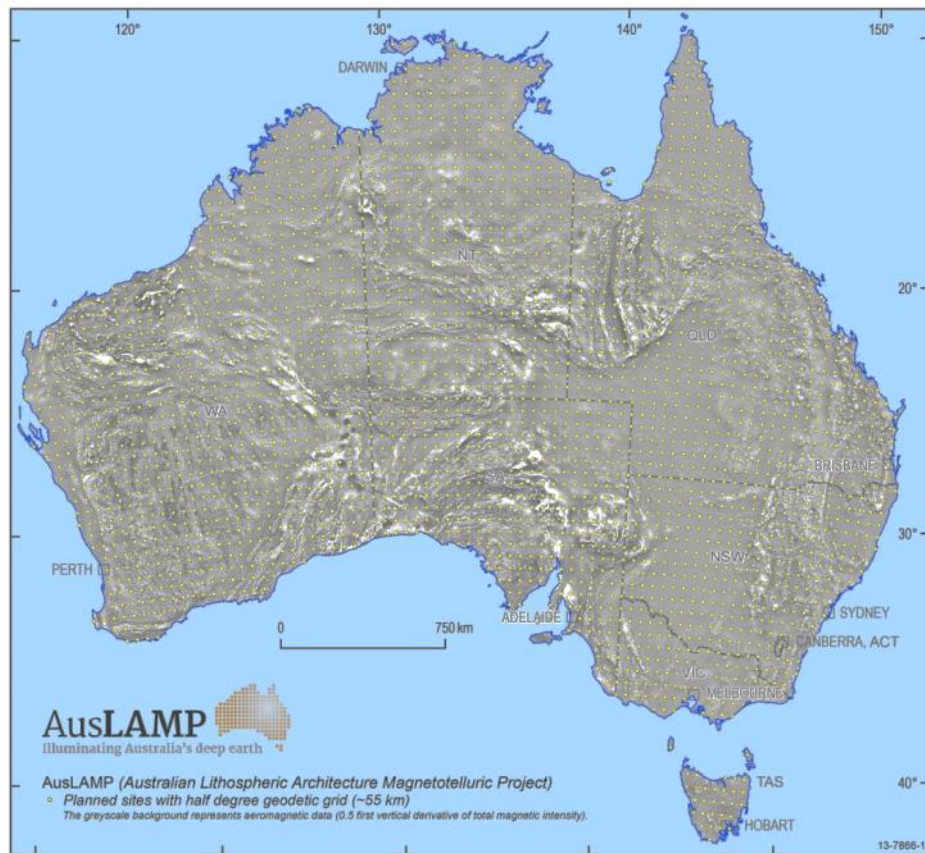 120°
130°
140°
150°
DARWIN
NT
20°
QLD
WA
BRISBANE
SA
30°
NSW
PERTH
SYDNEY
ADELAIDE
0
750 km
CANBERRA, ACT
VIC
MELBOURNE
AusLAMP
Illuminating Australia's deep earth
AusLAMP (Australian Lithospheric Architecture Magnetotelluric Project)
Planned sites with half degree geodetic grid (~55 km)
The greyscale background represents aeromagnetic data (0.5 first vertical derivative of total magnetic intensity).
TAS
40°
HOBART
13-7866-1